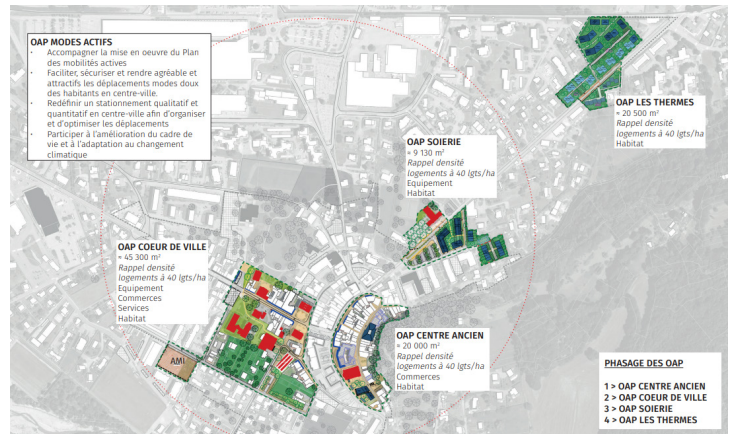 OAP MODES ACTIFS
• Accompagner la mise en oeuvre du Plan
des mobilités actives
• Faciliter, sécuriser et rendre agréable et
attractifs les déplacements modes doux
des habitants en centre-ville.
• Redéfinir un stationnement qualitatif et
quantitatif en centre-ville afin d'organiser
et d'optimiser les déplacements
• Participer à l'amélioration du cadre de
vie et à l'adaptation au changement
climatique
OAP LES THERMES
≈ 20 500 m²
Rappel densité
logements à 40 lgts/ha
Habitat
OAP SOIERIE
≈ 9 130 m²
Rappel densité
logements à 40 lgts/ha
Equipement
Habitat
OAP COEUR DE VILLE
≈ 45 300 m²
Rappel densité
logements à 40 lgts/ha
Equipement
Commerces
Services
Habitat
AMI
OAP CENTRE ANCIEN
≈ 20 000 m²
Rappel densité
logements à 40 lgts/ha
Commerces
Habitat
PHASAGE DES OAP
1 > OAP CENTRE ANCIEN
2 > OAP COEUR DE VILLE
3 > OAP SOIERIE
4 > OAP LES THERMES